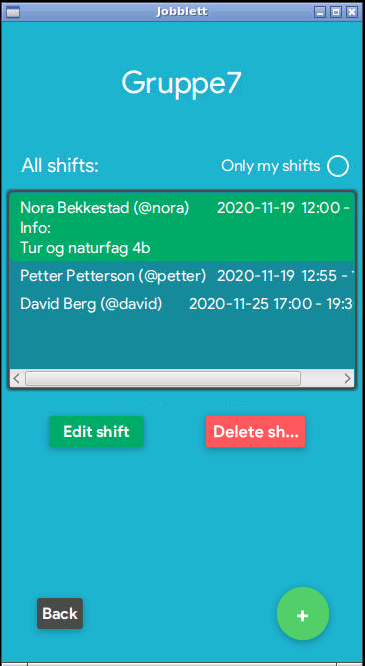 Jobblett
Gruppe7
All shifts:
Only my shifts
Nora Bekkestad (@nora) 2020-11-19 12:00 -
Info:
Tur og naturfag 4b
Petter Petterson (@petter) 2020-11-19 12:55 -
David Berg (@david) 2020-11-25 17:00 - 19:3
Edit shift
Delete sh...
Back
+